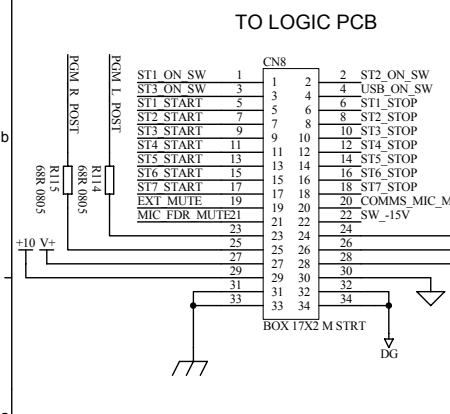 TO LOGIC PCB
CN8
PGM R POST
PGM L POST
ST1_ON_SW 1 1 2 2 ST2_ON_SW
ST3_ON_SW 3 3 4 4 USB_ON_SW
ST1_START 5 5 6 6 ST1_STOP
ST2_START 7 7 8 8 ST2_STOP
ST3_START 9 9 10 10 ST3_STOP
ST4_START 11 11 12 12 ST4_STOP
ST5_START 13 13 14 14 ST5_STOP
ST6_START 15 15 16 16 ST6_STOP
ST7_START 17 17 18 18 ST7_STOP
EXT_MUTE 19 19 20 20 COMMS_MIC_M
MIC_FDR_MUTE 21 21 22 22 SW_-15V
23 23 24 24
25 25 26 26
27 27 28 28
29 29 30 30
31 31 32 32
33 33 34 34
b
R115
68R 0805
R114
68R 0805
+10 V+
BOX 17X2 M STRT
DG